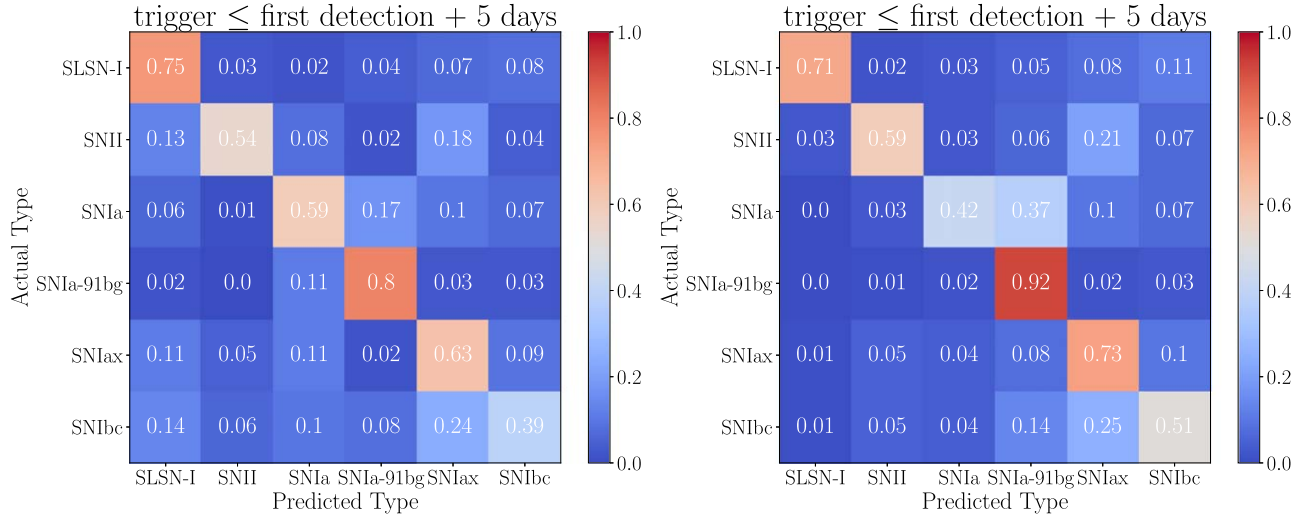 trigger ≤ first detection + 5 days
Actual Type
SLSN-I 0.75 0.03 0.02 0.04 0.07 0.08
SNII 0.13 0.54 0.08 0.02 0.18 0.04
SNIa 0.06 0.01 0.59 0.17 0.1 0.07
SNIa-91bg 0.02 0.0 0.11 0.8 0.03 0.03
SNIax 0.11 0.05 0.11 0.02 0.63 0.09
SNIbc 0.14 0.06 0.1 0.08 0.24 0.39
SLSN-I SNII SNIa SNIa-91bg SNIax SNIbc
Predicted Type
1.0
0.8
0.6
0.4
0.2
0.0
trigger ≤ first detection + 5 days
Actual Type
SLSN-I 0.71 0.02 0.03 0.05 0.08 0.11
SNII 0.03 0.59 0.03 0.06 0.21 0.07
SNIa 0.0 0.03 0.42 0.37 0.1 0.07
SNIa-91bg 0.0 0.01 0.02 0.92 0.02 0.03
SNIax 0.01 0.05 0.04 0.08 0.73 0.1
SNIbc 0.01 0.05 0.04 0.14 0.25 0.51
SLSN-I SNII SNIa SNIa-91bg SNIax SNIbc
Predicted Type
1.0
0.8
0.6
0.4
0.2
0.0